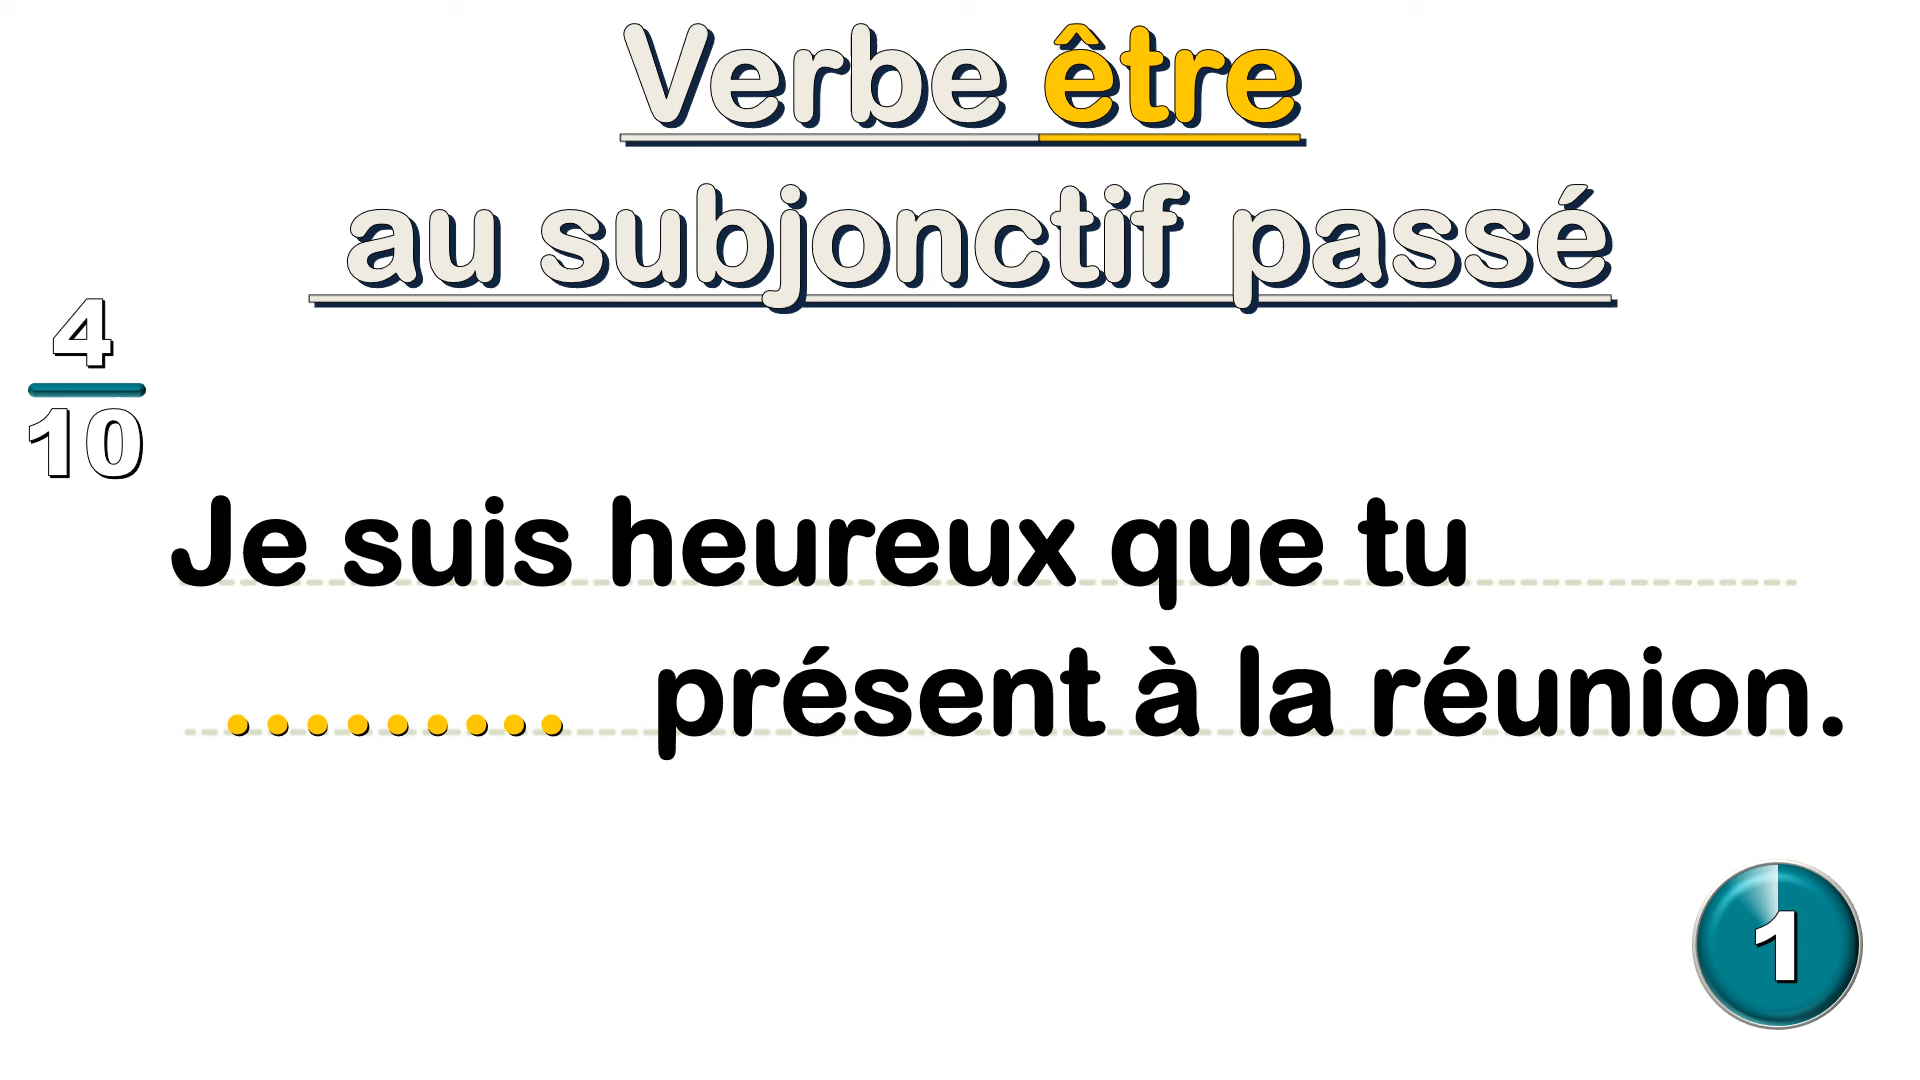 Verbe être
au subjonctif passé
4
10
Je suis heureux que tu
......... présent à la réunion.
1